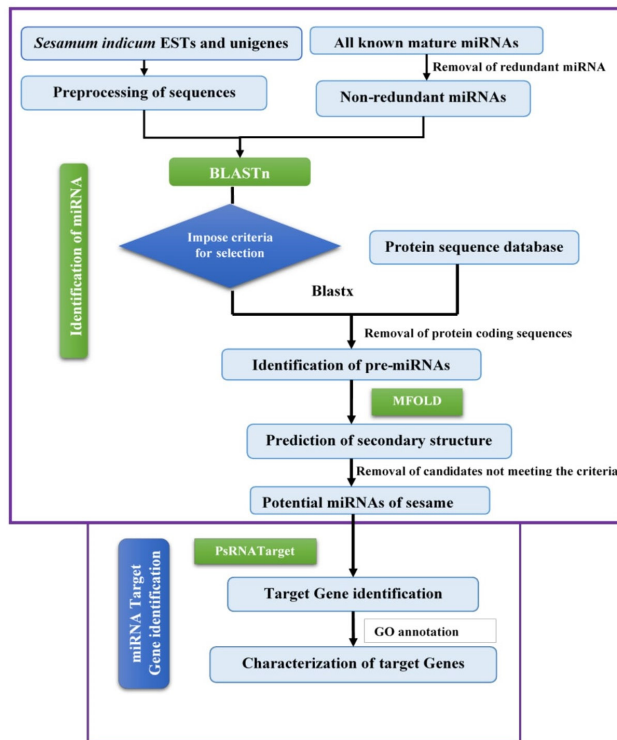 Sesamum indicum ESTs and unigenes
All known mature miRNAs
Removal of redundant miRNA
Preprocessing of sequences
Non-redundant miRNAs
BLASTn
Identification of miRNA
Impose criteria
for selection
Protein sequence database
Blastx
Removal of protein coding sequences
Identification of pre-miRNAs
MFOLD
Prediction of secondary structure
Removal of candidates not meeting the criteria
Potential miRNAs of sesame
miRNA Target
Gene identification
PsRNATarget
Target Gene identification
GO annotation
Characterization of target Genes